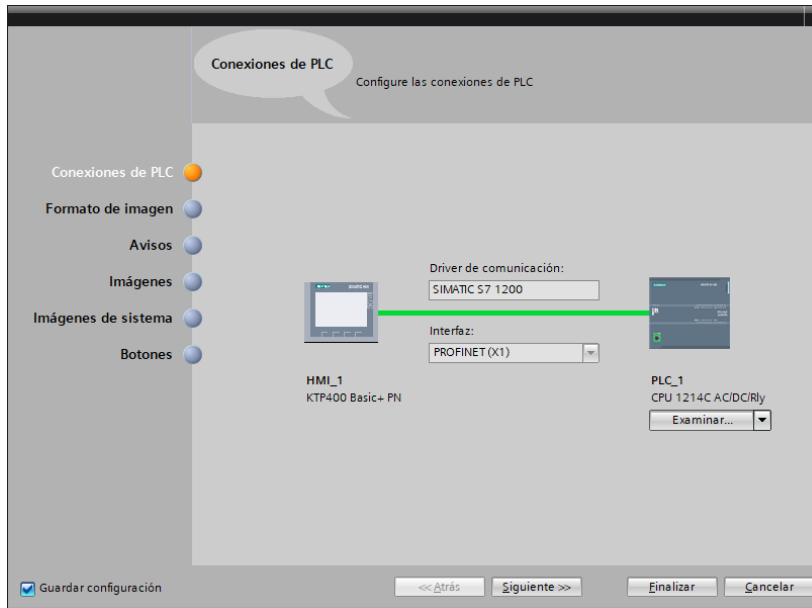 Conexiones de PLC
Configure las conexiones de PLC
Conexiones de PLC
Formato de imagen
Avisos
Imágenes
Imágenes de sistema
Botones
Driver de comunicación:
SIMATIC S7 1200
Interfaz:
PROFINET (X1)
HMI_1
KTP400 Basic+ PN
PLC_1
CPU 1214C AC/DC/Rly
Examinar...
Guardar configuración
<< Atrás
Siguiente >>
Finalizar
Cancelar